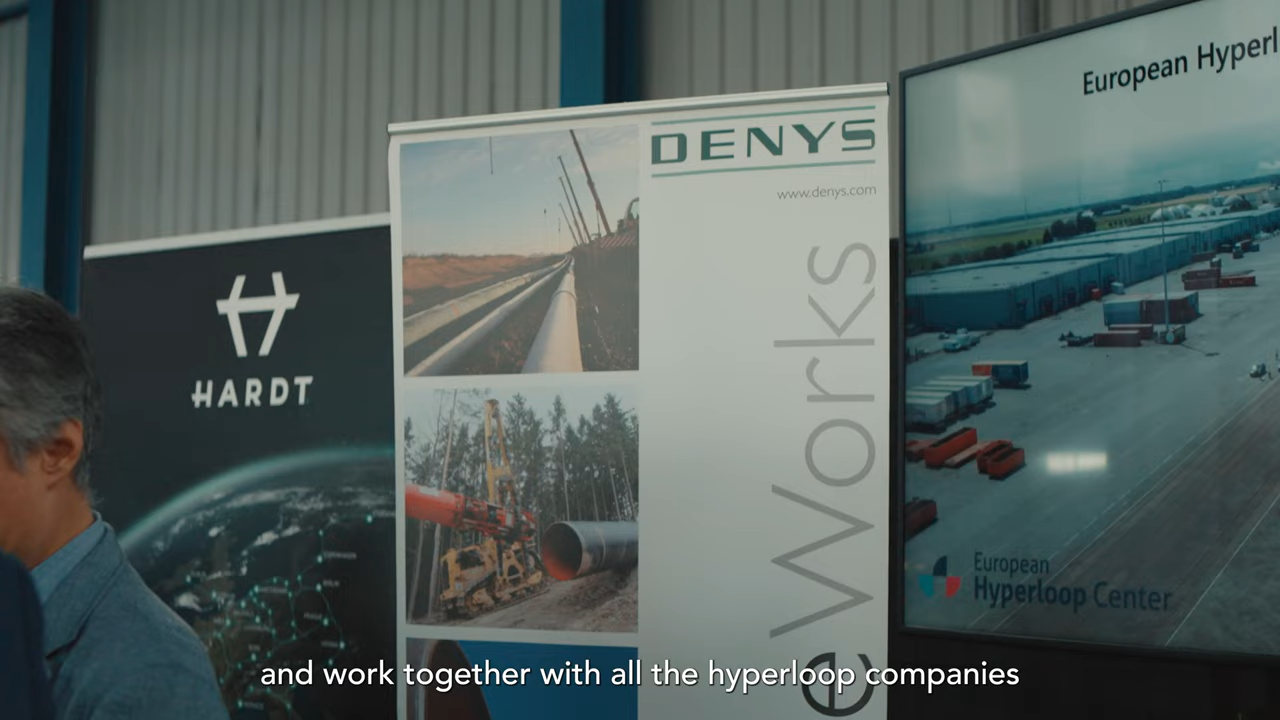 HARDT
DENYS
www.denys.com
e Works
European Hyperl
European
Hyperloop Center
and work together with all the hyperloop companies